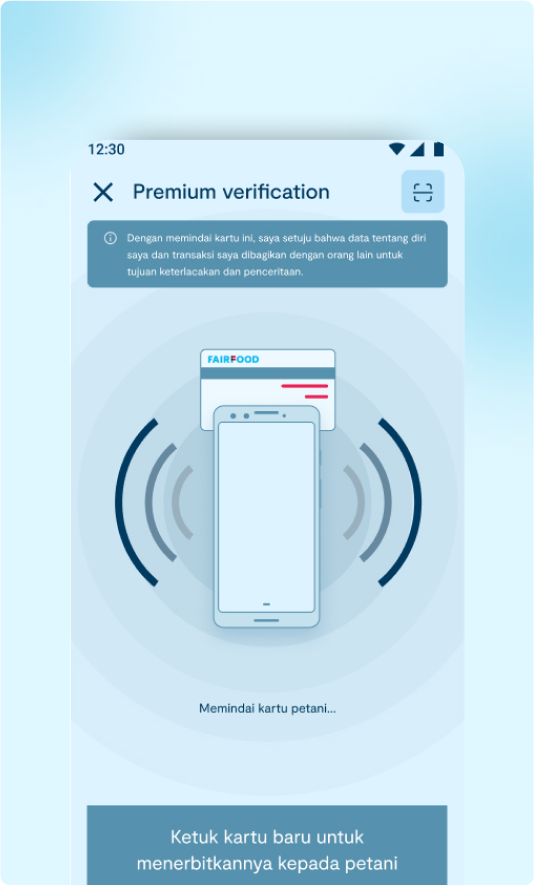 12:30
Premium verification
Dengan memindai kartu ini, saya setuju bahwa data tentang diri
saya dan transaksi saya dibagikan dengan orang lain untuk
tujuan keterlacakan dan penceritaan.
FAIRFOOD
Memindai kartu petani...
Ketuk kartu baru untuk
menerbitkannya kepada petani